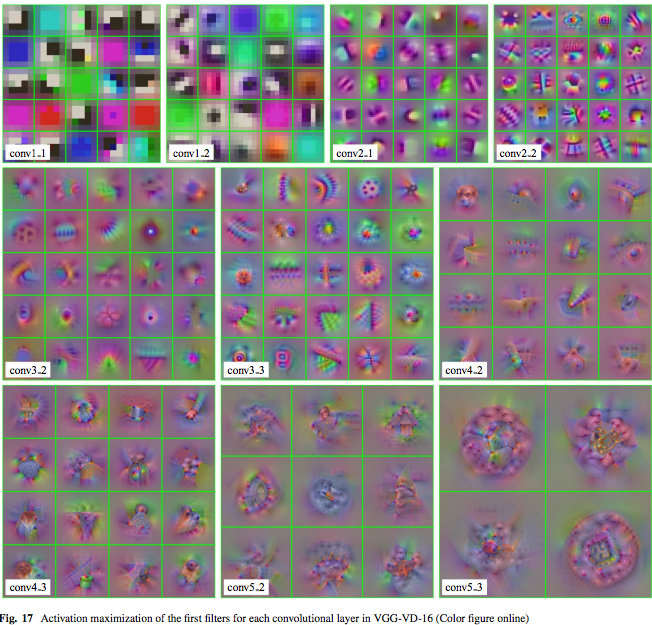 conv1_1
conv1_2
conv2_1
conv2_2
conv3_2
conv3_3
conv4_2
conv4_3
conv5_2
conv5_3
Fig. 17 Activation maximization of the first filters for each convolutional layer in VGG-VD-16 (Color figure online)